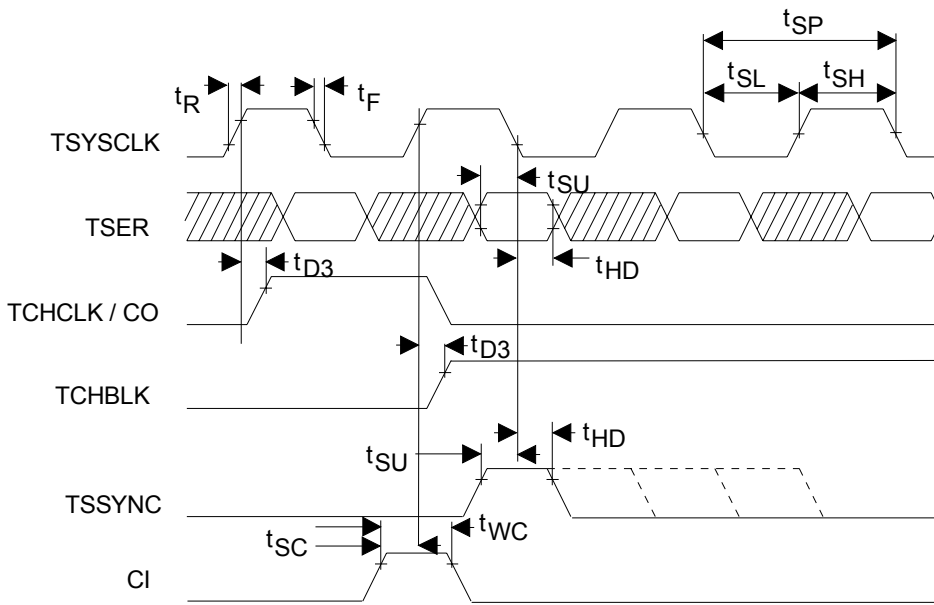 tSP
tSL tSH
tR tF
TSYSCLK
tSU
TSER
tD3 tHD
TCHCLK / CO
tD3
TCHBLK
tHD
tSU
TSSYNC
tWC
tSC
CI